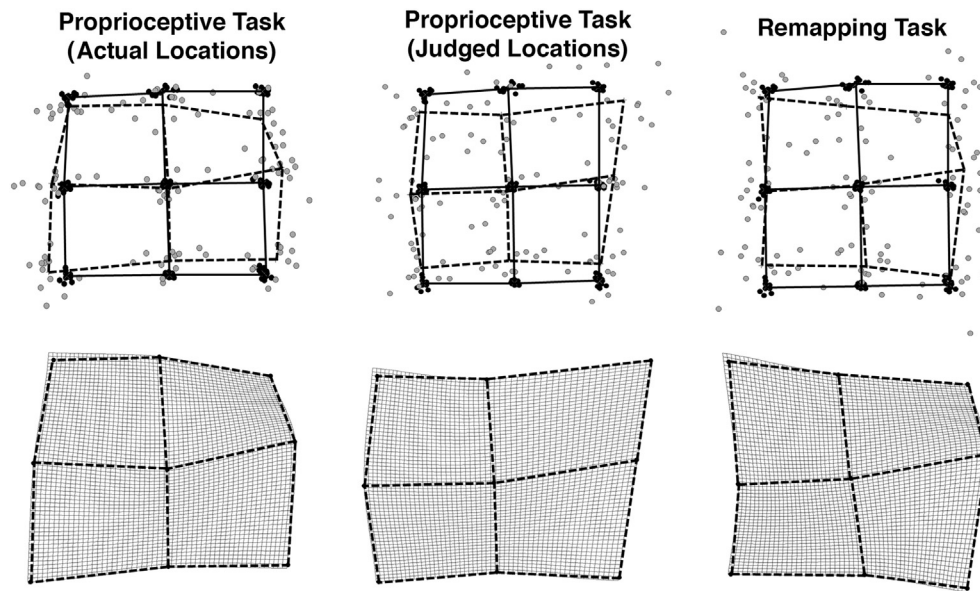 Proprioceptive Task
(Actual Locations)
Proprioceptive Task
(Judged Locations)
Remapping Task